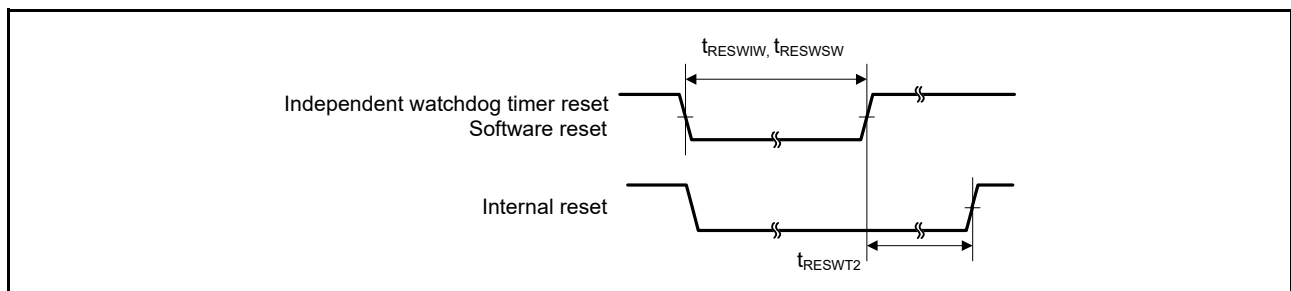 tRESWIW, tRESWSW
Independent watchdog timer reset
Software reset
Internal reset
tRESWT2